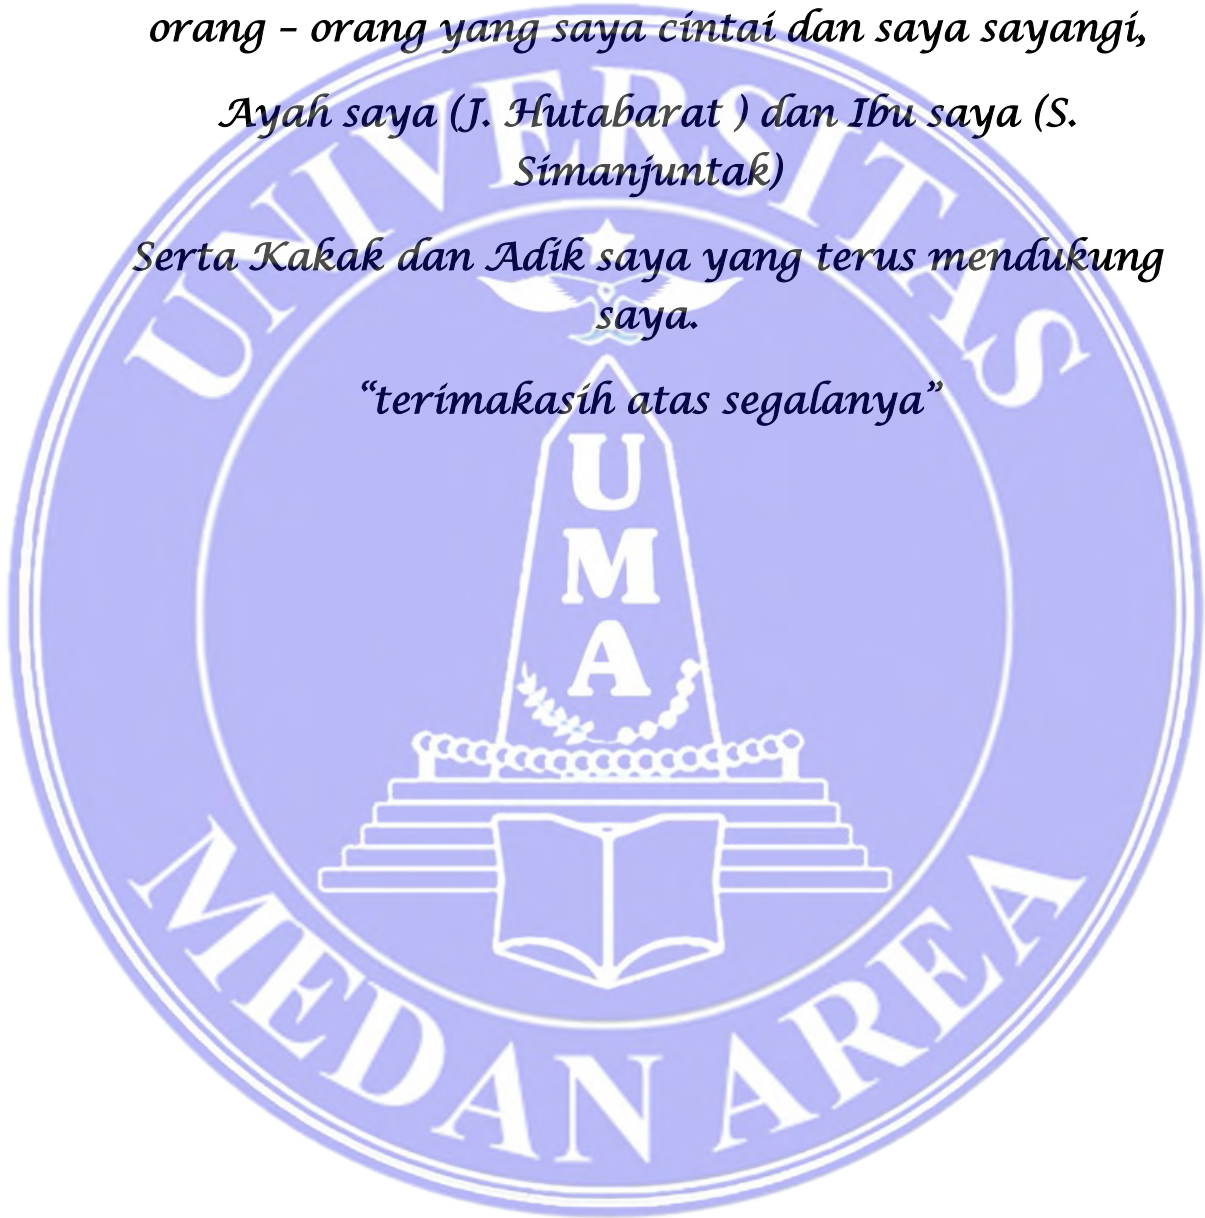 orang – orang yang saya cintai dan saya sayangi,
Ayah saya (J. Hutabarat ) dan Ibu saya (S.
Simanjuntak)
Serta Kakak dan Adik saya yang terus mendukung
saya.
“terimakasih atas segalanya”
UNIVERSITAS
U
M
A
MEDAN AREA